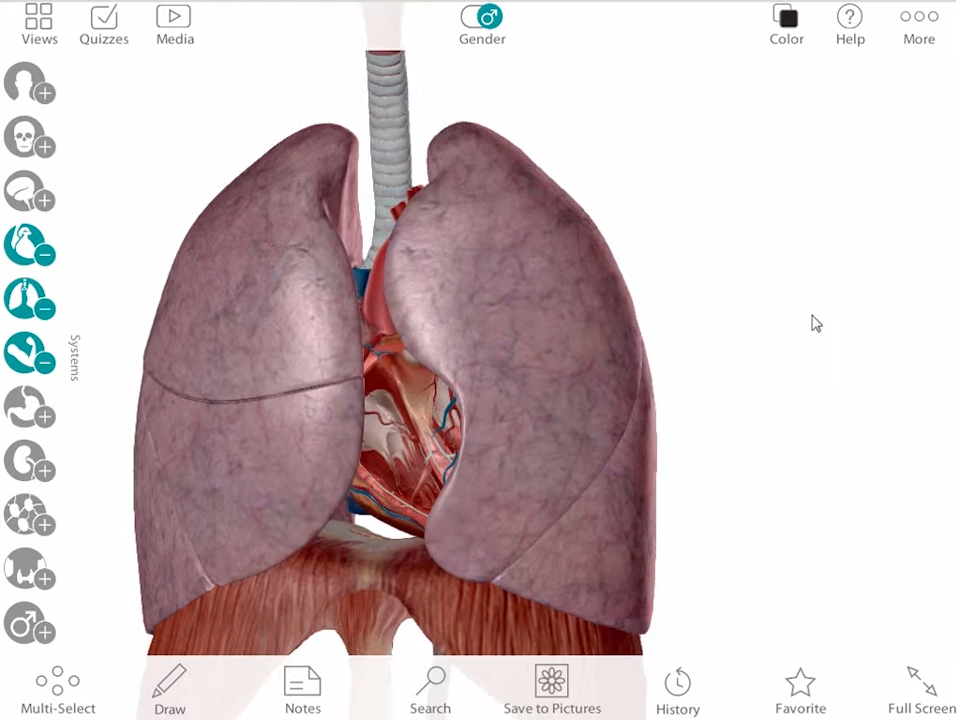 Views Quizzes Media Gender Color Help More
Systems
Multi-Select Draw Notes Search Save to Pictures History Favorite Full Screen